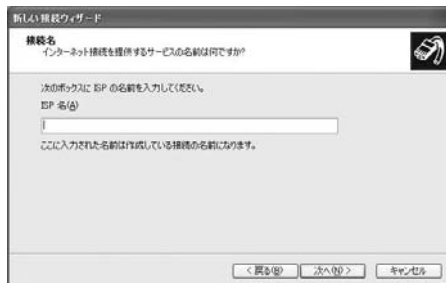 新しい接続ウィザード
接続名
インターネット接続を提供するサービスの名前は何ですか?
次のボックスに ISP の名前を入力してください。
ISP 名(A)
ここに入力された名前は作成している接続の名前になります。
< 戻る(B)
次へ(N) >
キャンセル